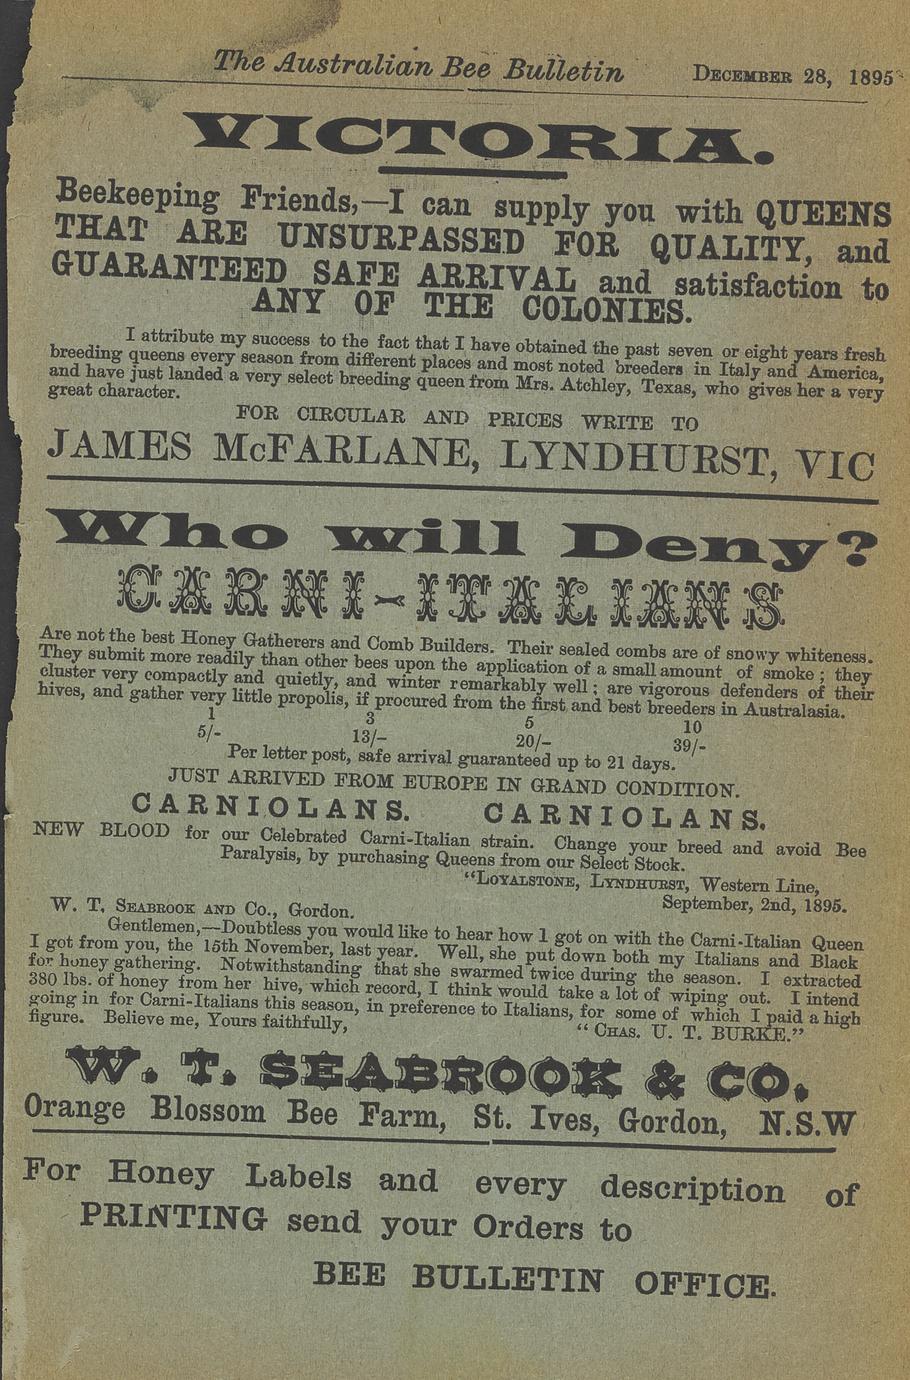 The Australian Bee Bulletin DECEMBER 28, 1895
VICTORIA.
Beekeeping Friends,—I can supply you with QUEENS
THAT ARE UNSURPASSED FOR QUALITY, and
GUARANTEED SAFE ARRIVAL and satisfaction to
ANY OF THE COLONIES.
I attribute my success to the fact that I have obtained the past seven or eight years fresh
breeding queens every season from different places and most noted breeders in Italy and America,
and have just landed a very select breeding queen from Mrs. Atchley, Texas, who gives her a very
great character.
FOR CIRCULAR AND PRICES WRITE TO
JAMES McFARLANE, LYNDHURST, VIC
Who will Deny?
CARNI-ITALIANS
Are not the best Honey Gatherers and Comb Builders. Their sealed combs are of snowy whiteness.
They submit more readily than other bees upon the application of a small amount of smoke; they
cluster very compactly and quietly, and winter remarkably well; are vigorous defenders of their
hives, and gather very little propolis, if procured from the first and best breeders in Australasia.
1 3 5 10
5/- 13/- 20/- 39/-
Per letter post, safe arrival guaranteed up to 21 days.
JUST ARRIVED FROM EUROPE IN GRAND CONDITION.
CARNIOLANS. CARNIOLANS.
NEW BLOOD for our Celebrated Carni-Italian strain. Change your breed and avoid Bee
Paralysis, by purchasing Queens from our Select Stock.
"LOYALSTONE, LYNDHURST, Western Line,
W. T. SEABROOK AND Co., Gordon. September, 2nd, 1895.
Gentlemen,—Doubtless you would like to hear how I got on with the Carni-Italian Queen
I got from you, the 15th November, last year. Well, she put down both my Italians and Black
for honey gathering. Notwithstanding that she swarmed twice during the season. I extracted
380 lbs. of honey from her hive, which record, I think would take a lot of wiping out. I intend
going in for Carni-Italians this season, in preference to Italians, for some of which I paid a high
figure. Believe me, Yours faithfully, "CHAS. U. T. BURKE."
W. T. SEABROOK & CO.
Orange Blossom Bee Farm, St. Ives, Gordon, N.S.W
For Honey Labels and every description of
PRINTING send your Orders to
BEE BULLETIN OFFICE.